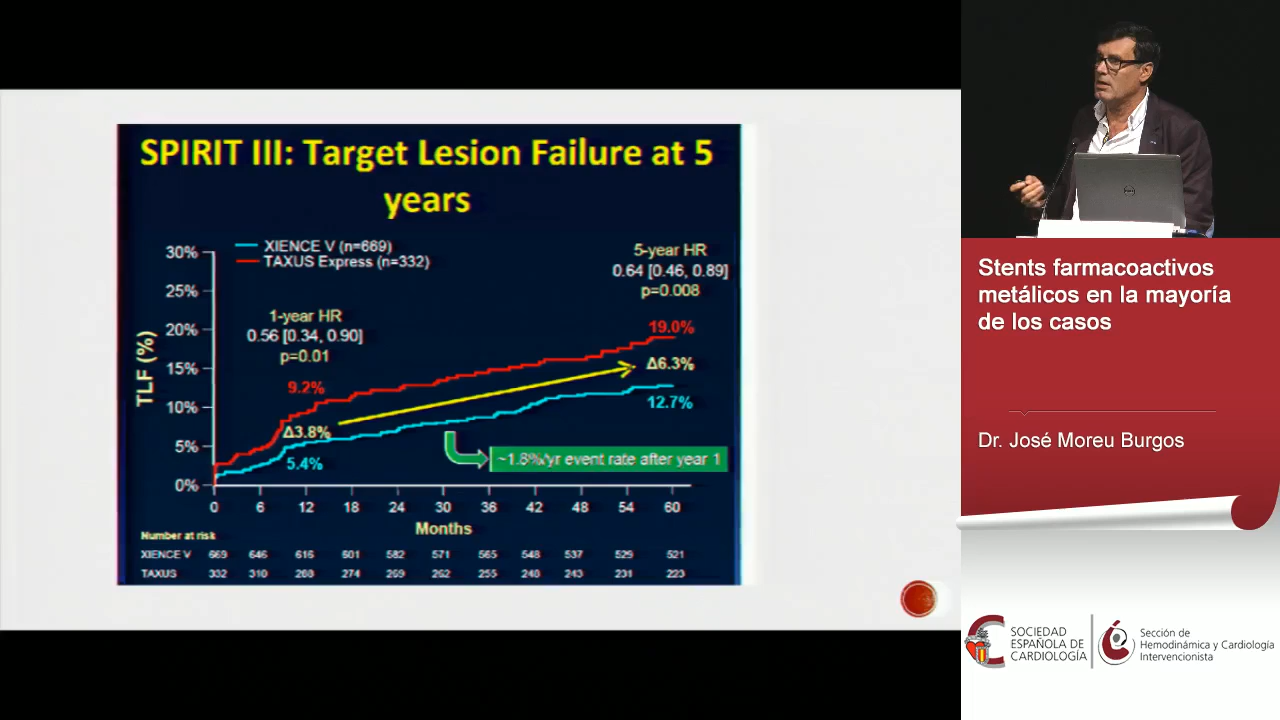 SPIRIT III: Target Lesion Failure at 5
years
XIENCE V (n=669)
TAXUS Express (n=332)
30%
25%
20%
15%
10%
5%
0%
TLF (%)
1-year HR
0.56 [0.34, 0.90]
p=0.01
5-year HR
0.64 [0.46, 0.89]
p=0.008
9.2%
Δ3.8%
5.4%
19.0%
Δ6.3%
12.7%
~1.8%/yr event rate after year 1
0 6 12 18 24 30 36 42 48 54 60
Months
Number at risk
XIENCE V 669 646 616 601 582 571 565 548 537 529 521
TAXUS 332 310 274 269 262 255 243 231 223
Stents farmacoactivos
metálicos en la mayoría
de los casos
Dr. José Moreu Burgos
SOCIEDAD
ESPAÑOLA DE
CARDIOLOGÍA
Sección de
Hemodinámica y Cardiología
Intervencionista